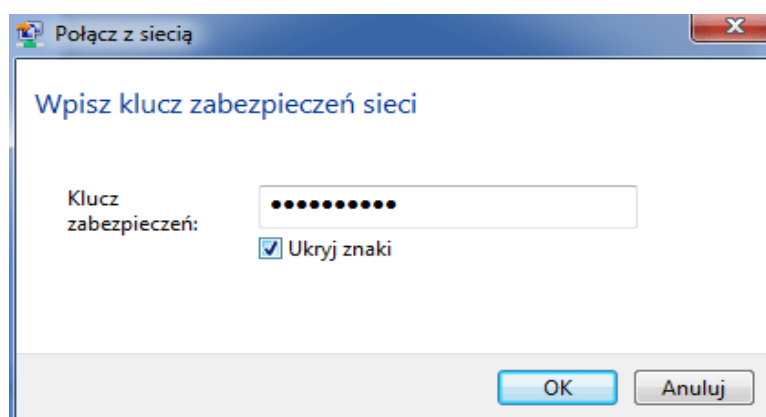 Połącz z siecią
Wpisz klucz zabezpieczeń sieci
Klucz
zabezpieczeń:
••••••••••
Ukryj znaki
OK
Anuluj